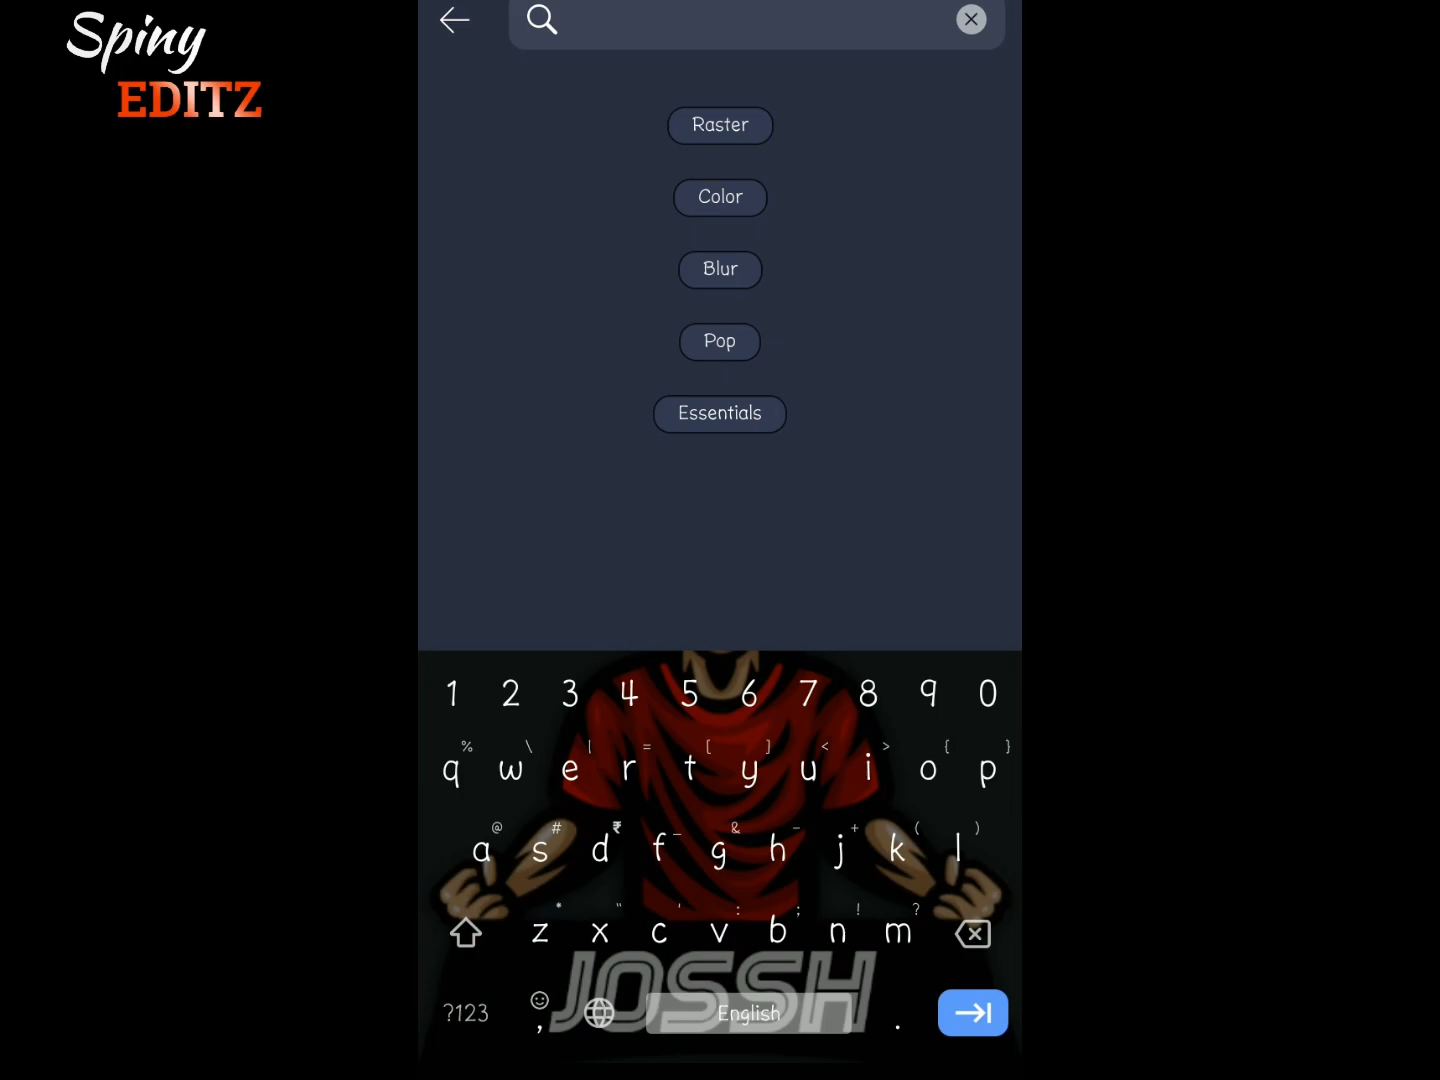 Spiny
EDITZ
Raster
Color
Blur
Pop
Essentials
1 2 3 4 5 6 7 8 9 0
% \ | = [ ] < > { }
q w e r t y u i o p
@ # ₹ _ & - + ( )
a s d f g h j k l
* " ' : ; ! ?
z x c v b n m
JOSSH
?123 , English .